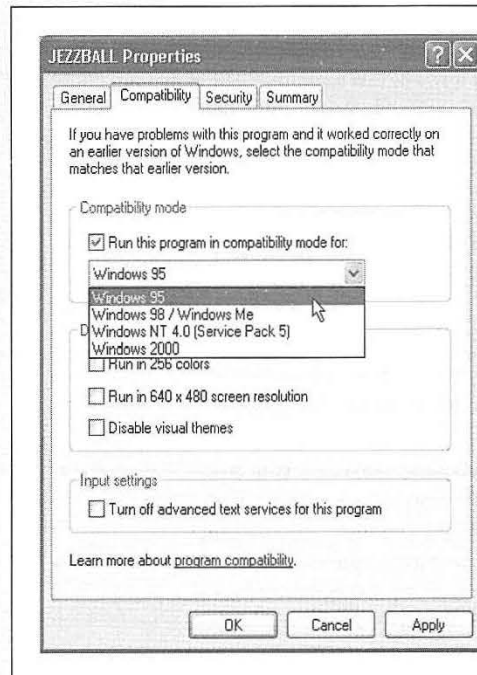 JEZZBALL Properties
General Compatibility Security Summary
If you have problems with this program and it worked correctly on
an earlier version of Windows, select the compatibility mode that
matches that earlier version.
Compatibility mode
Run this program in compatibility mode for:
Windows 95
Windows 95
Windows 98 / Windows Me
Windows NT 4.0 (Service Pack 5)
Windows 2000
D
Run in 256 colors
Run in 640 x 480 screen resolution
Disable visual themes
Input settings
Turn off advanced text services for this program
Learn more about program compatibility.
OK Cancel Apply